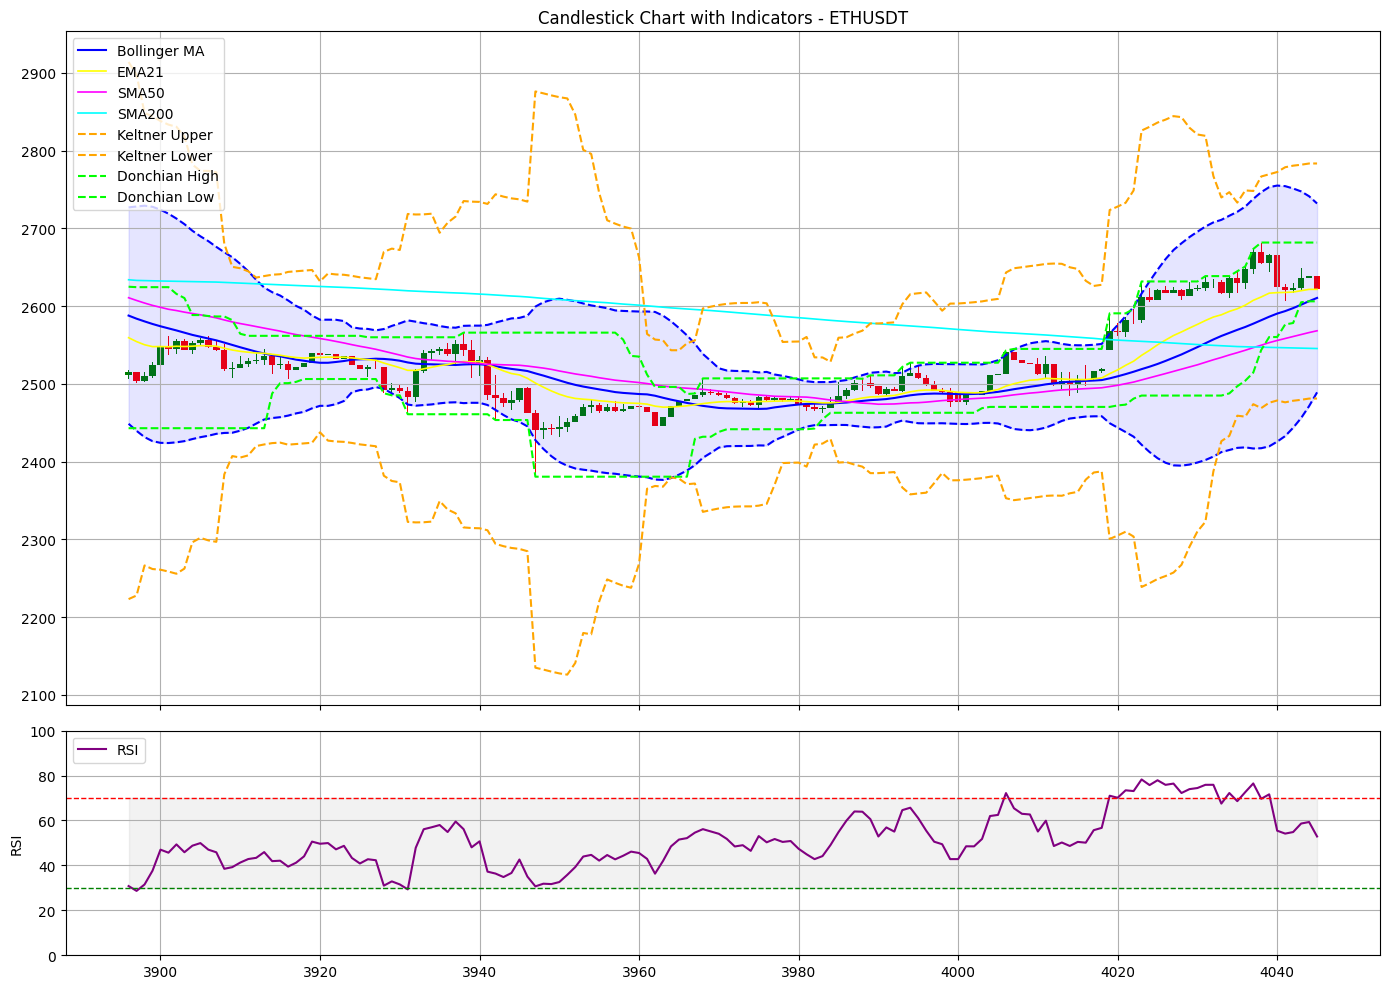 Candlestick Chart with Indicators - ETHUSDT
Bollinger MA
EMA21
SMA50
SMA200
Keltner Upper
Keltner Lower
Donchian High
Donchian Low
2900
2800
2700
2600
2500
2400
2300
2200
2100
RSI
100
80
60
40
20
0
RSI
3900 3920 3940 3960 3980 4000 4020 4040